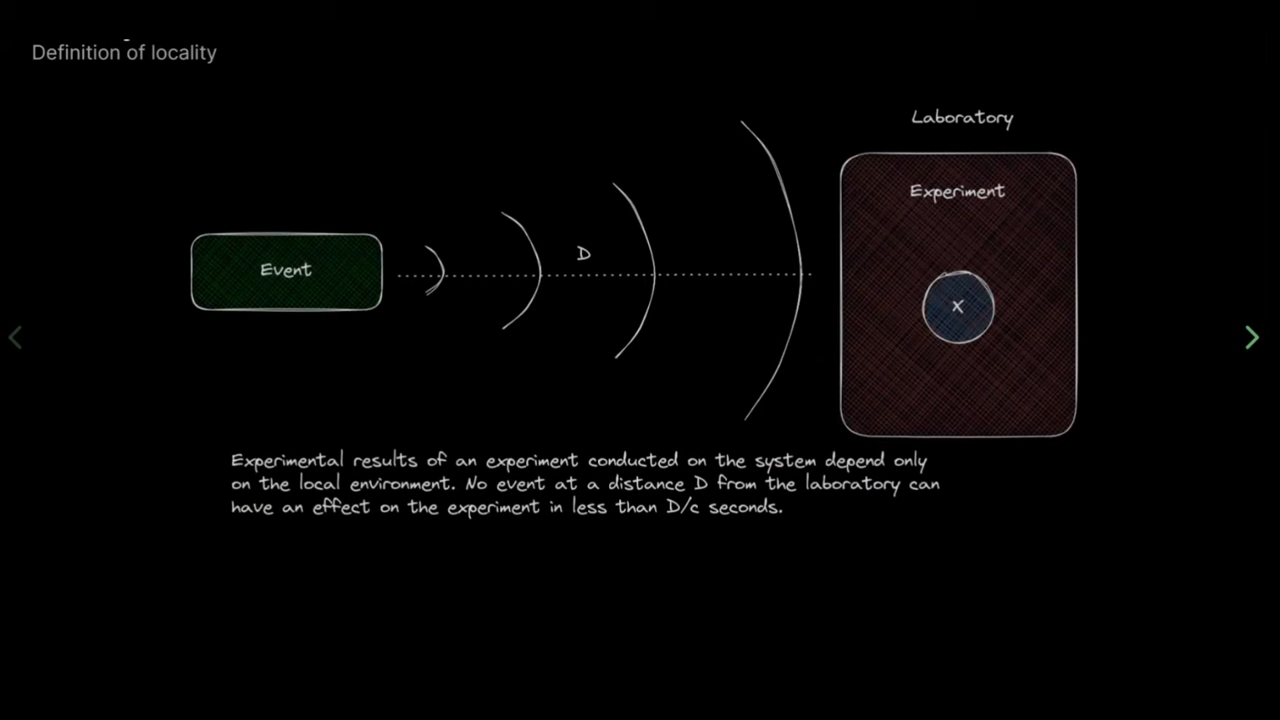 Definition of locality
Laboratory
Experiment
D
Event
X
Experimental results of an experiment conducted on the system depend only
on the local environment. No event at a distance D from the laboratory can
have an effect on the experiment in less than D/c seconds.